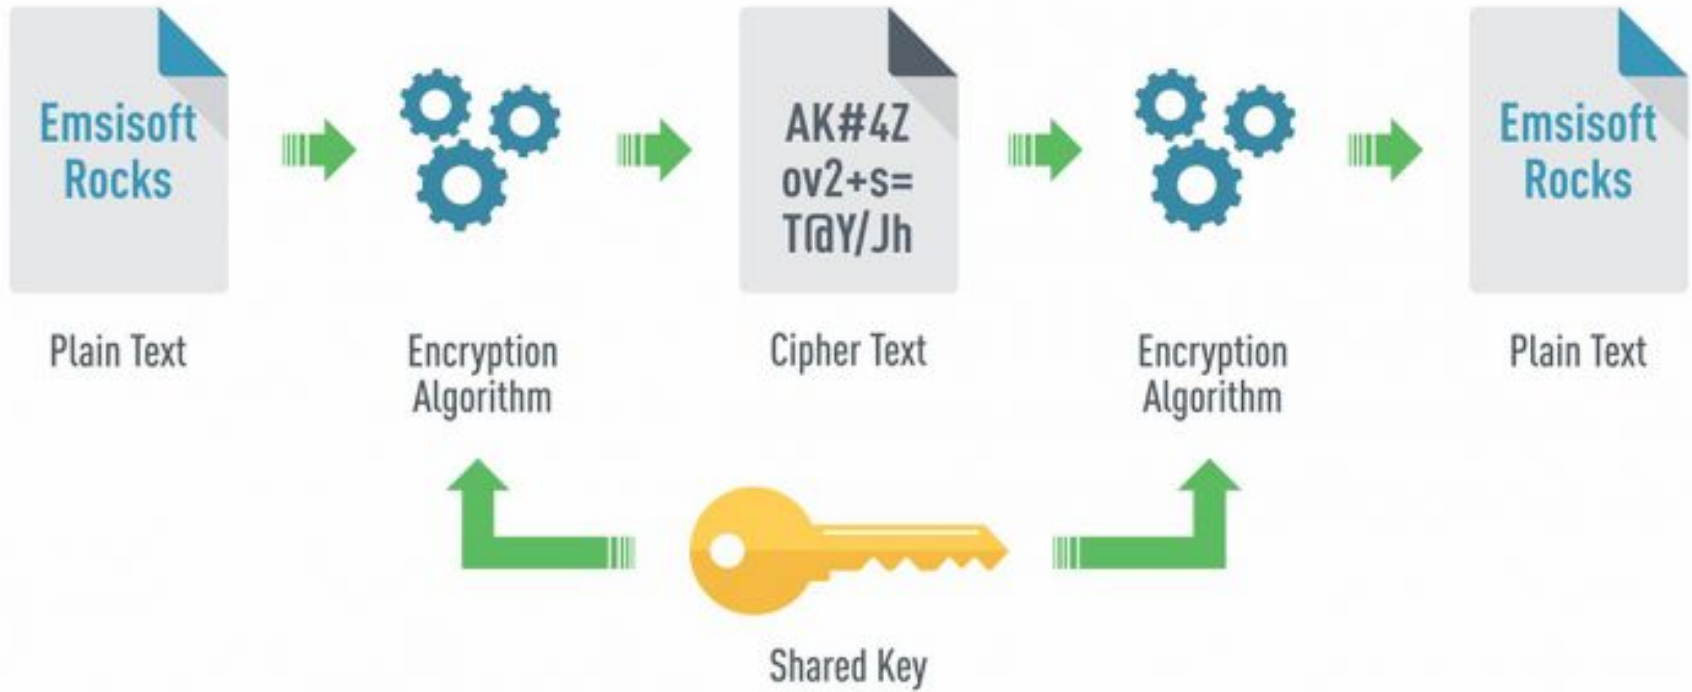 Emsisoft
Rocks
AK#4Z
ov2+s=
T@Y/Jh
Emsisoft
Rocks
Plain Text
Encryption
Algorithm
Cipher Text
Encryption
Algorithm
Plain Text
Shared Key